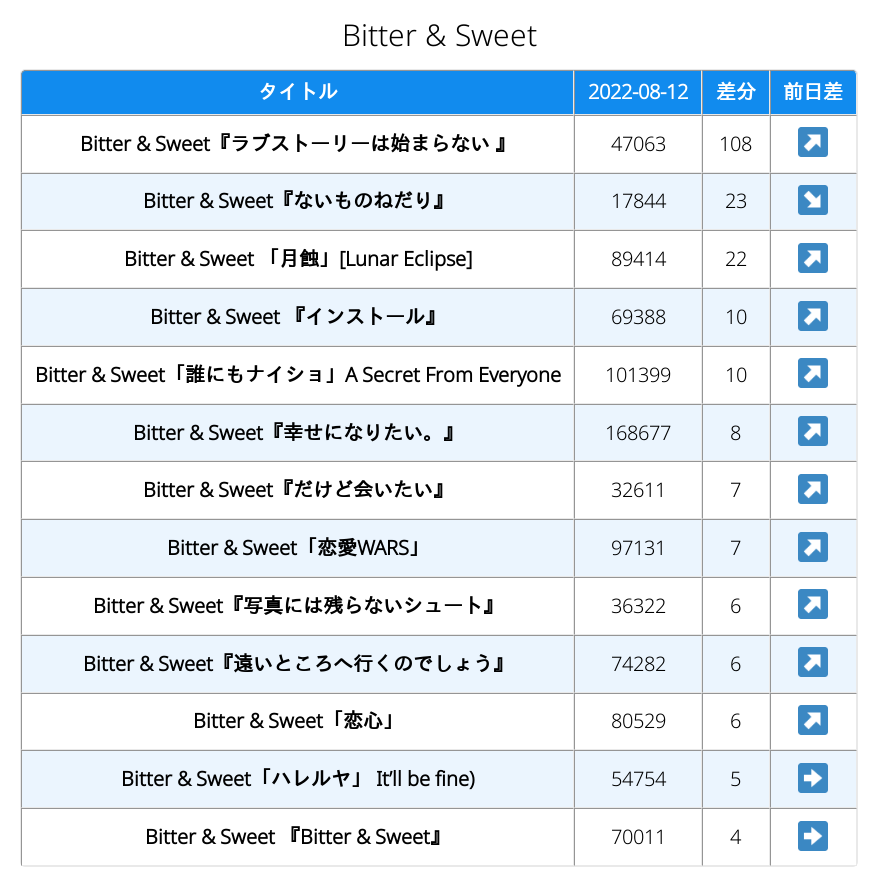 Bitter & Sweet
タイトル 2022-08-12 差分 前日差
Bitter & Sweet『ラブストーリーは始まらない 』 47063 108 ↗
Bitter & Sweet『ないものねだり』 17844 23 ↘
Bitter & Sweet 「月蝕」[Lunar Eclipse] 89414 22 ↗
Bitter & Sweet 『インストール』 69388 10 ↗
Bitter & Sweet「誰にもナイショ」A Secret From Everyone 101399 10 ↗
Bitter & Sweet『幸せになりたい。』 168677 8 ↗
Bitter & Sweet『だけど会いたい』 32611 7 ↗
Bitter & Sweet「恋愛WARS」 97131 7 ↗
Bitter & Sweet『写真には残らないシュート』 36322 6 ↗
Bitter & Sweet『遠いところへ行くのでしょう』 74282 6 ↗
Bitter & Sweet「恋心」 80529 6 ↗
Bitter & Sweet「ハレルヤ」 It'll be fine) 54754 5 ➡
Bitter & Sweet 『Bitter & Sweet』 70011 4 ➡